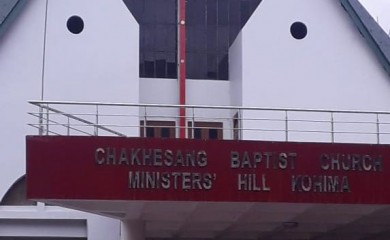 CHAKHESANG BAPTIST CHURCH
MINISTERS' HILL KOHIMA